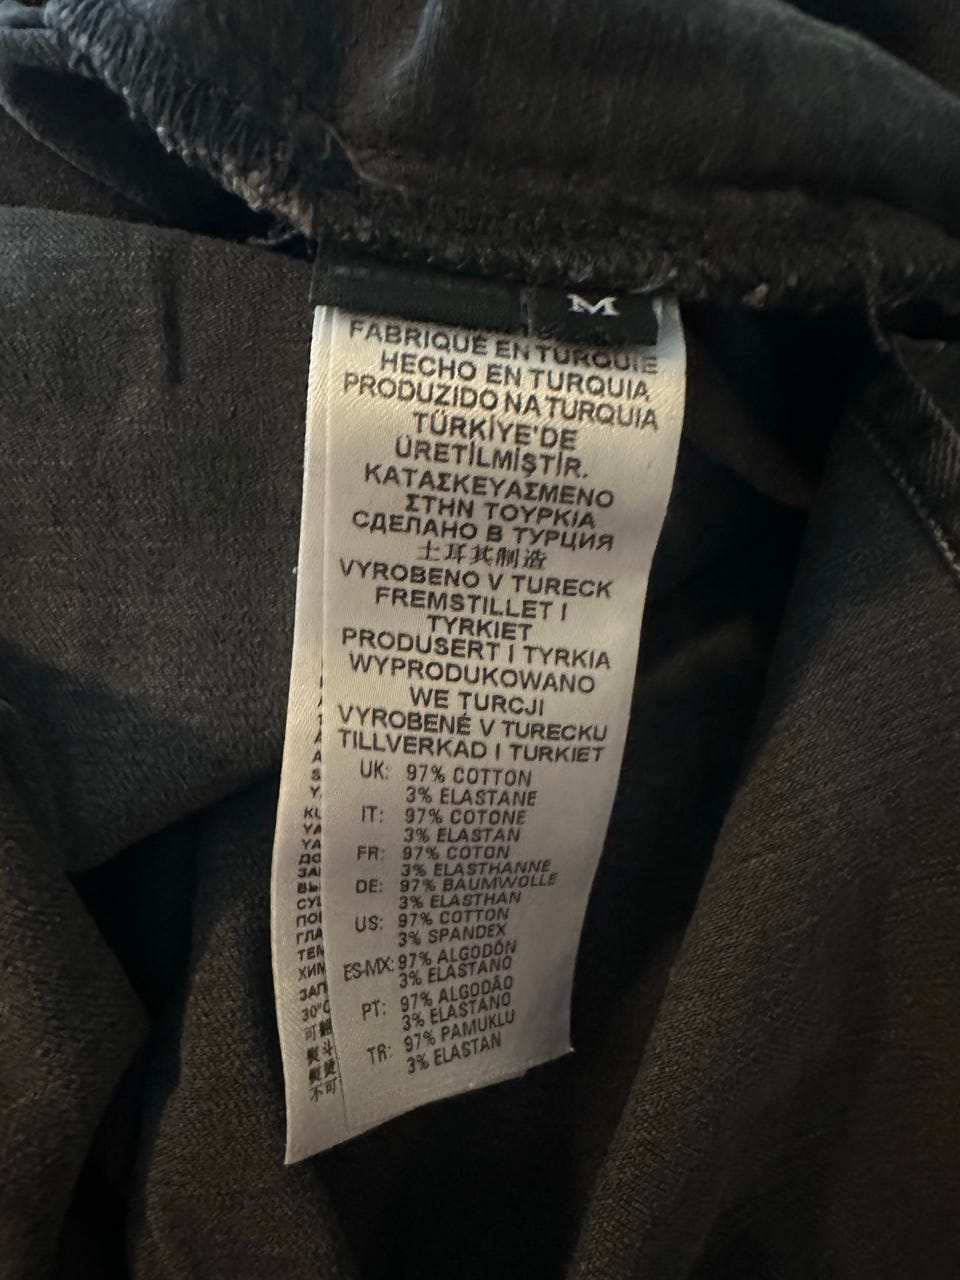 M
FABRIQUÉ EN TURQUIE
HECHO EN TURQUIA
PRODUZIDO NA TURQUIA
TÜRKİYE'DE
ÜRETİLMİŞTİR.
ΚΑΤΑΣΚΕΥΑΣΜΕΝΟ
ΣΤΗΝ ΤΟΥΡΚΙΑ
СДЕЛАНО В ТУРЦИЯ
土耳其制造
VYROBENO V TURECK
FREMSTILLET I
TYRKIET
PRODUSERT I TYRKIA
WYPRODUKOWANO
WE TURCJI
VYROBENÉ V TURECKU
TILLVERKAD I TURKIET
UK: 97% COTTON
3% ELASTANE
IT: 97% COTONE
3% ELASTAN
FR: 97% COTON
3% ELASTHANNE
DE: 97% BAUMWOLLE
3% ELASTHAN
US: 97% COTTON
3% SPANDEX
ES-MX: 97% ALGODÓN
3% ELASTANO
PT: 97% ALGODÃO
3% ELASTANO
TR: 97% PAMUKLU
3% ELASTAN
30°C
不可